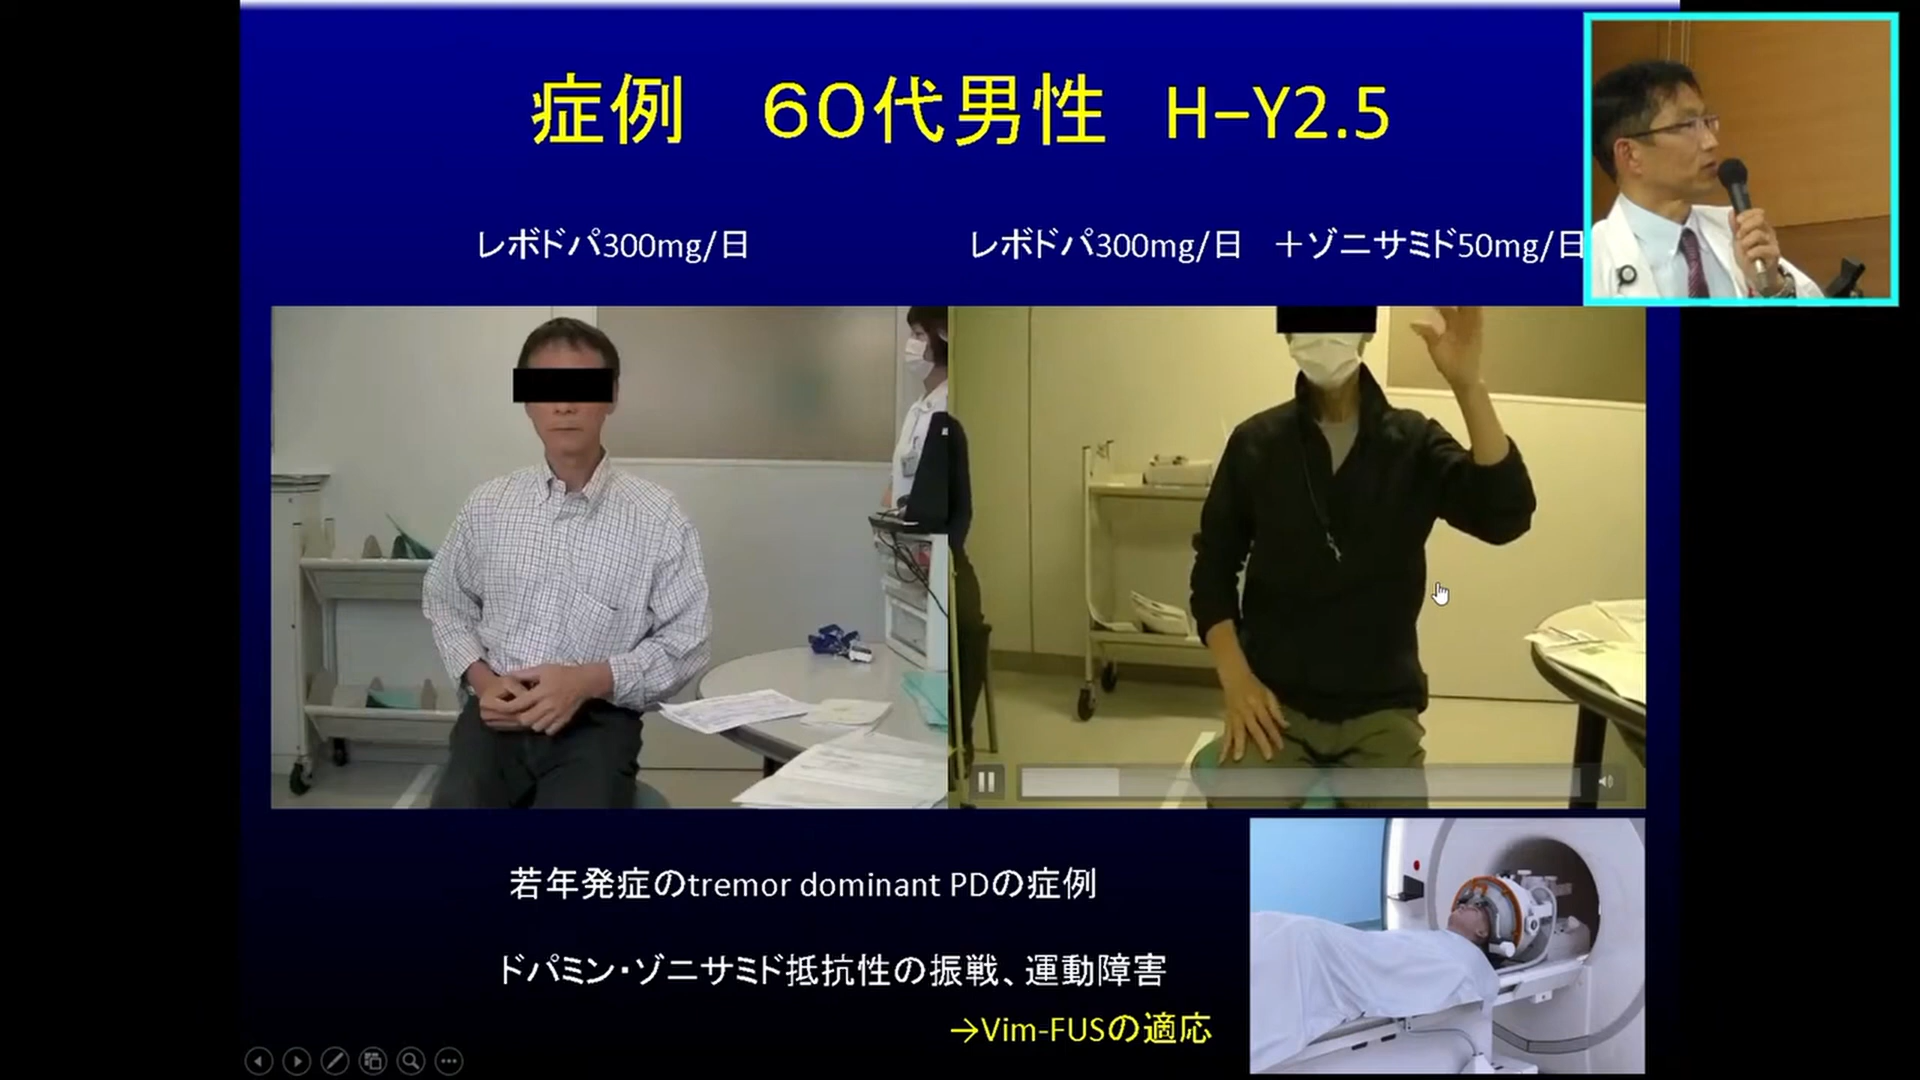 症例　６０代男性　H–Y2.5
レボドパ300mg/日
レボドパ300mg/日　＋ゾニサミド50mg/日
若年発症のtremor dominant PDの症例
ドパミン・ゾニサミド抵抗性の振戦、運動障害
→Vim-FUSの適応